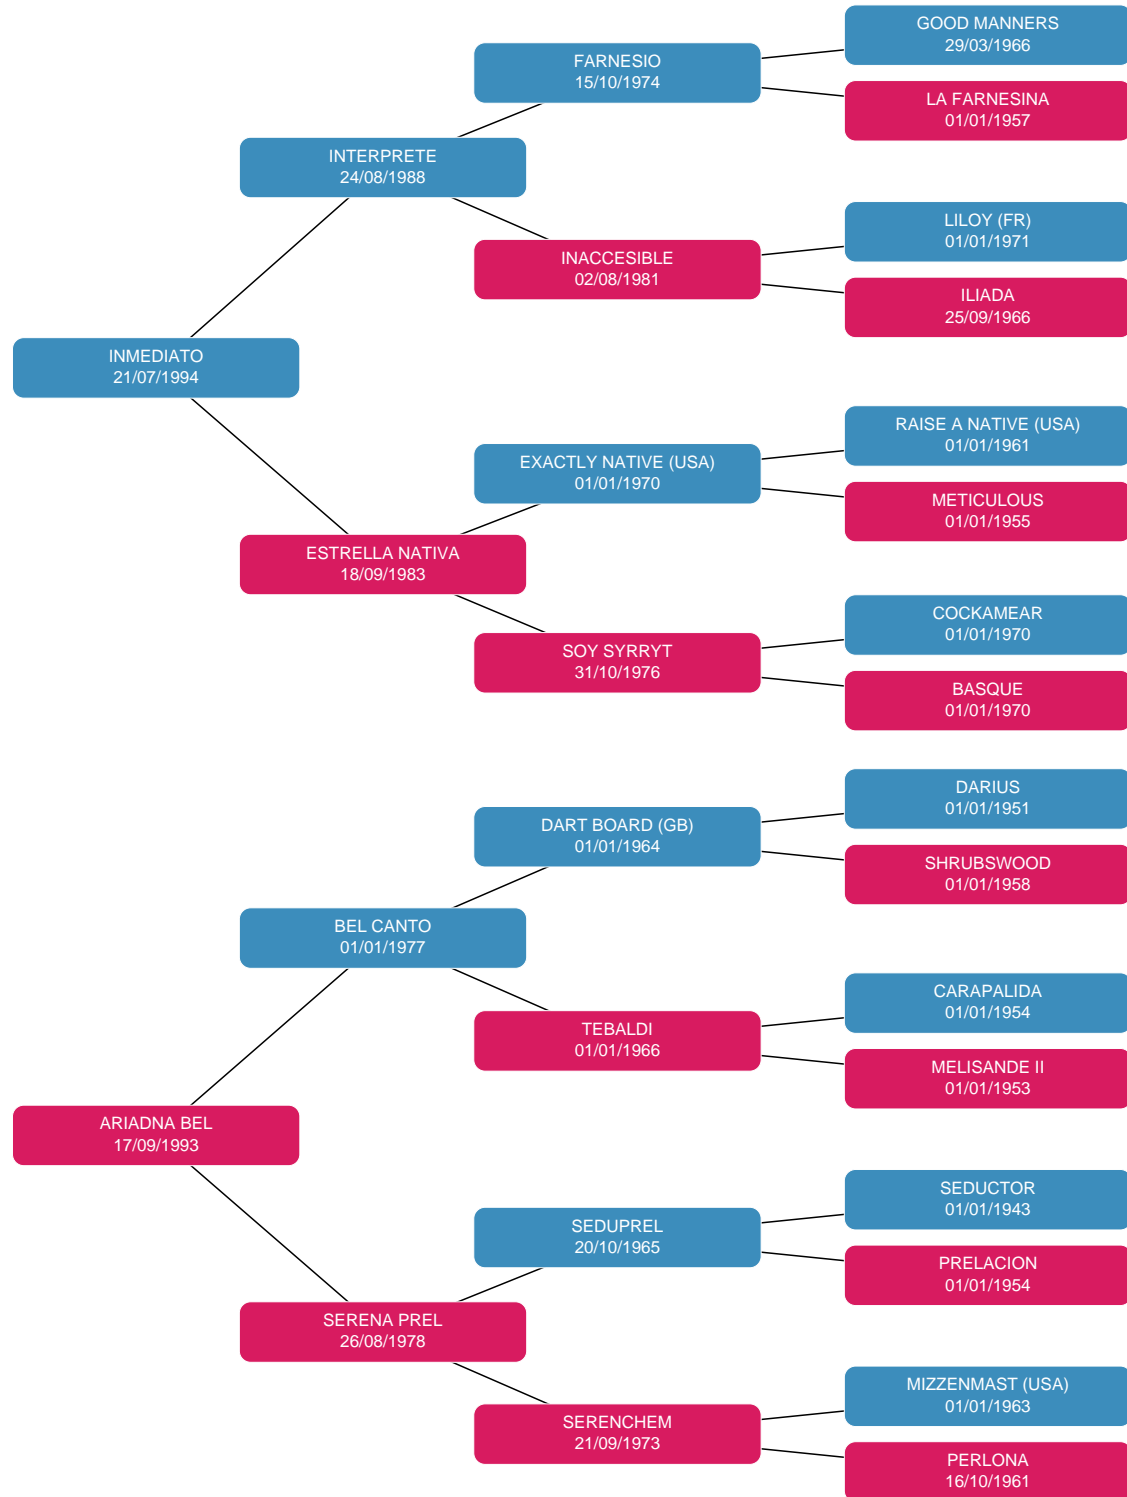 GOOD MANNERS
29/03/1966
FARNESIO
15/10/1974
LA FARNESINA
01/01/1957
INTERPRETE
24/08/1988
LILOY (FR)
01/01/1971
INACCESIBLE
02/08/1981
ILIADA
25/09/1966
INMEDIATO
21/07/1994
RAISE A NATIVE (USA)
01/01/1961
EXACTLY NATIVE (USA)
01/01/1970
METICULOUS
01/01/1955
ESTRELLA NATIVA
18/09/1983
COCKAMEAR
01/01/1970
SOY SYRRYT
31/10/1976
BASQUE
01/01/1970
DARIUS
01/01/1951
DART BOARD (GB)
01/01/1964
SHRUBSWOOD
01/01/1958
BEL CANTO
01/01/1977
CARAPALIDA
01/01/1954
TEBALDI
01/01/1966
MELISANDE II
01/01/1953
ARIADNA BEL
17/09/1993
SEDUCTOR
01/01/1943
SEDUPREL
20/10/1965
PRELACION
01/01/1954
SERENA PREL
26/08/1978
MIZZENMAST (USA)
01/01/1963
SERENCHEM
21/09/1973
PERLONA
16/10/1961